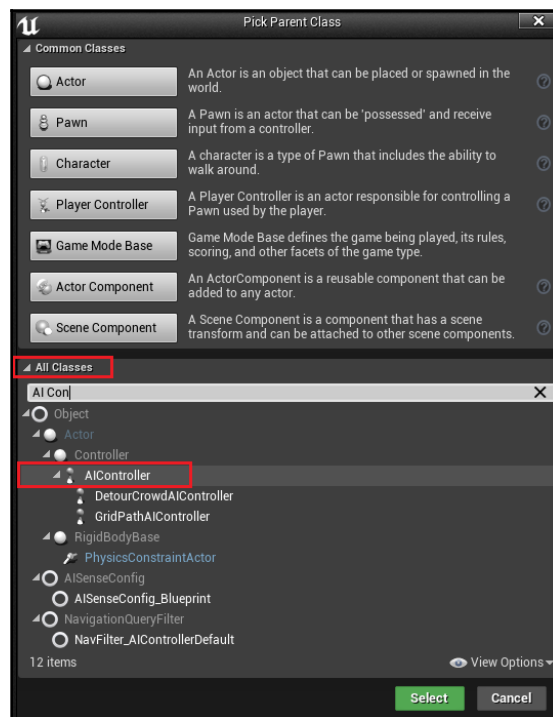 Pick Parent Class
Common Classes
Actor
An Actor is an object that can be placed or spawned in the
world.
Pawn
A Pawn is an actor that can be 'possessed' and receive
input from a controller.
Character
A character is a type of Pawn that includes the ability to
walk around.
Player Controller
A Player Controller is an actor responsible for controlling a
Pawn used by the player.
Game Mode Base
Game Mode Base defines the game being played, its rules,
scoring, and other facets of the game type.
Actor Component
An ActorComponent is a reusable component that can be
added to any actor.
Scene Component
A Scene Component is a component that has a scene
transform and can be attached to other scene components.
All Classes
AI Con
Object
Actor
Controller
AIController
DetourCrowdAIController
GridPathAIController
RigidBodyBase
PhysicsConstraintActor
AISenseConfig
AISenseConfig_Blueprint
NavigationQueryFilter
NavFilter_AIControllerDefault
12 items
View Options
Select
Cancel